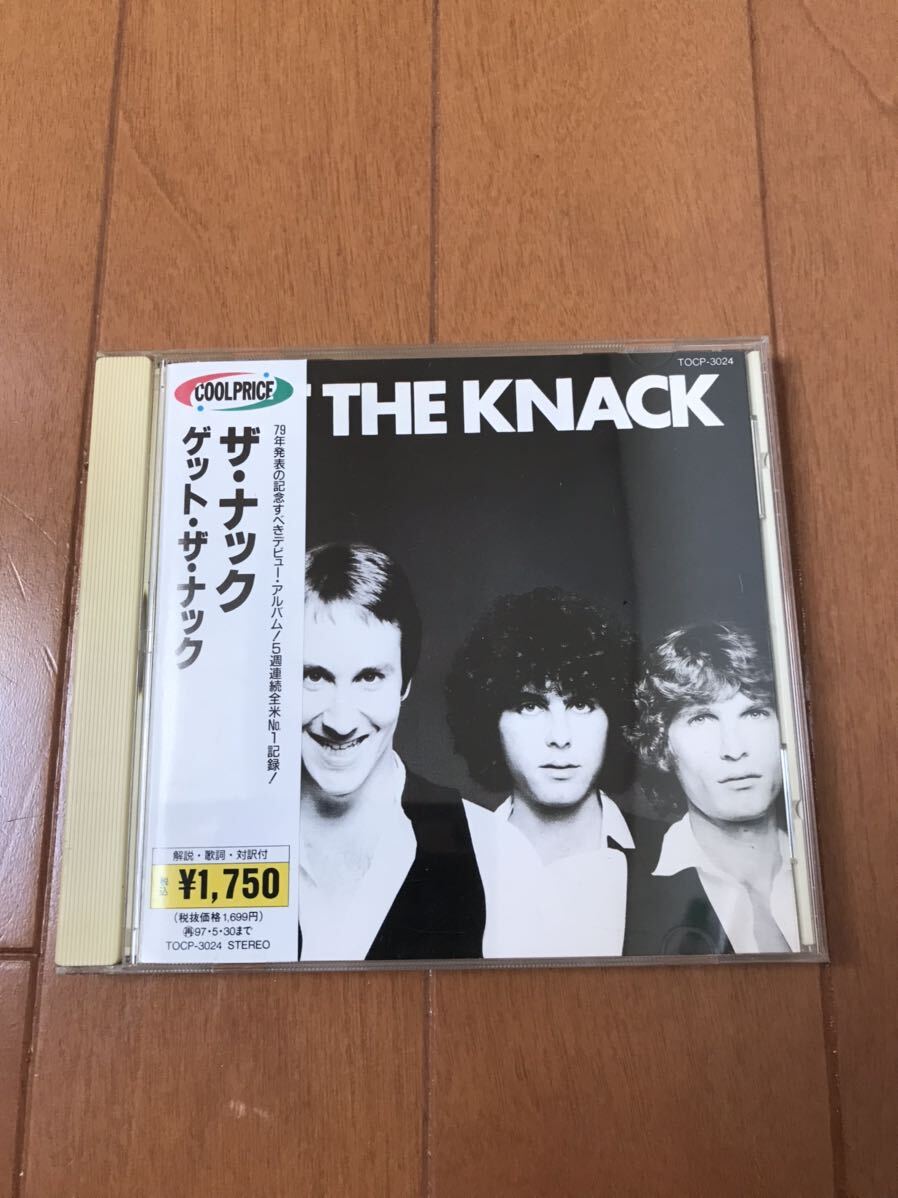 COOLPRICE
ザ・ナック
ゲット・ザ・ナック
79年発表の記念すべきデビュー・アルバム!5週連続全米No.1記録!
解説・歌詞・対訳付
税込 ¥1,750
(税抜価格1,699円)
再97・5・30まで
TOCP-3024 STEREO
TOCP-3024
T THE KNACK